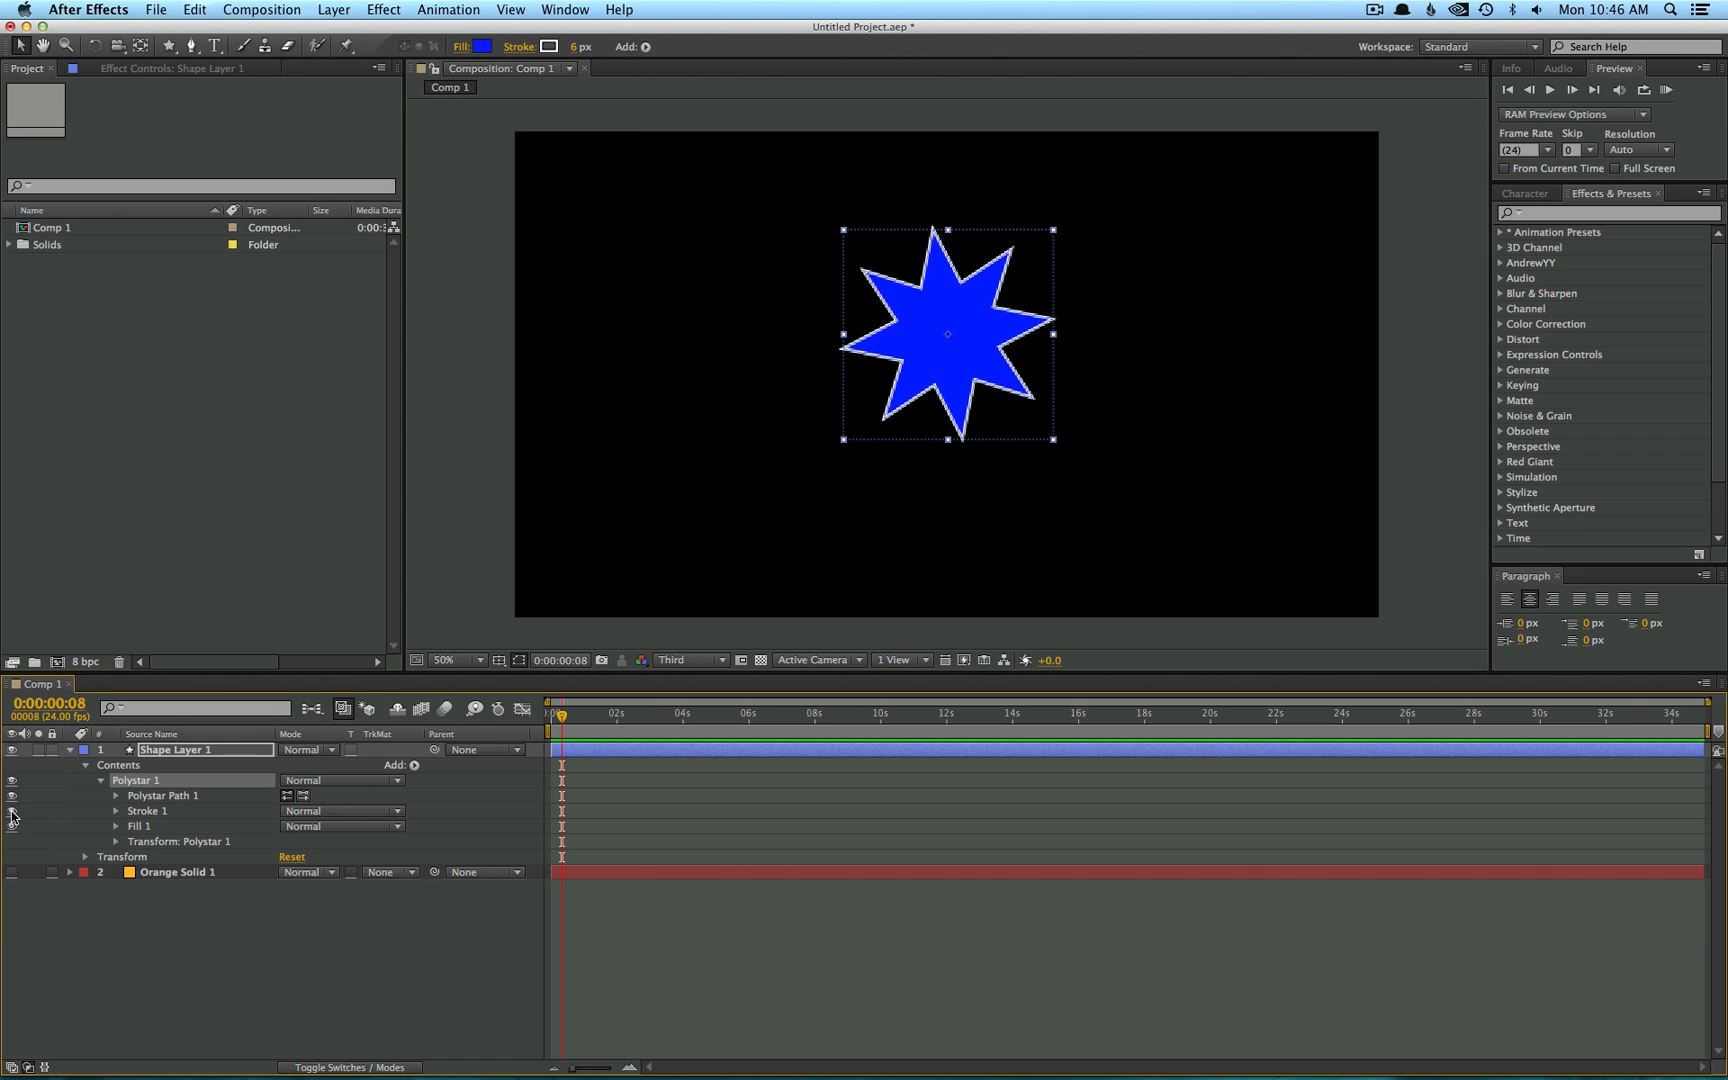 After Effects File Edit Composition Layer Effect Animation View Window Help Mon 10:46 AM
Untitled Project.aep *
Fill: Stroke: 6 px Add: Workspace: Standard Search Help
Project Effect Controls: Shape Layer 1 Composition: Comp 1 Info Audio Preview
Comp 1
RAM Preview Options
Frame Rate Skip Resolution
(24) 0 Auto
From Current Time Full Screen
Character Effects & Presets
Name Type Size Media Dura
Comp 1 Composi... 0:00:
Solids Folder
* Animation Presets
3D Channel
AndrewYY
Audio
Blur & Sharpen
Channel
Color Correction
Distort
Expression Controls
Generate
Keying
Matte
Noise & Grain
Obsolete
Perspective
Red Giant
Simulation
Stylize
Synthetic Aperture
Text
Time
Paragraph
0 px 0 px 0 px
0 px 0 px
8 bpc 50% 0:00:00:08 Third Active Camera 1 View +0.0
Comp 1
0:00:00:08
00008 (24.00 fps)
02s 04s 06s 08s 10s 12s 14s 16s 18s 20s 22s 24s 26s 28s 30s 32s 34s
# Source Name Mode T TrkMat Parent
1 Shape Layer 1 Normal None
Contents Add:
Polystar 1 Normal
Polystar Path 1
Stroke 1 Normal
Fill 1 Normal
Transform: Polystar 1
Transform Reset
2 Orange Solid 1 Normal None None
Toggle Switches / Modes